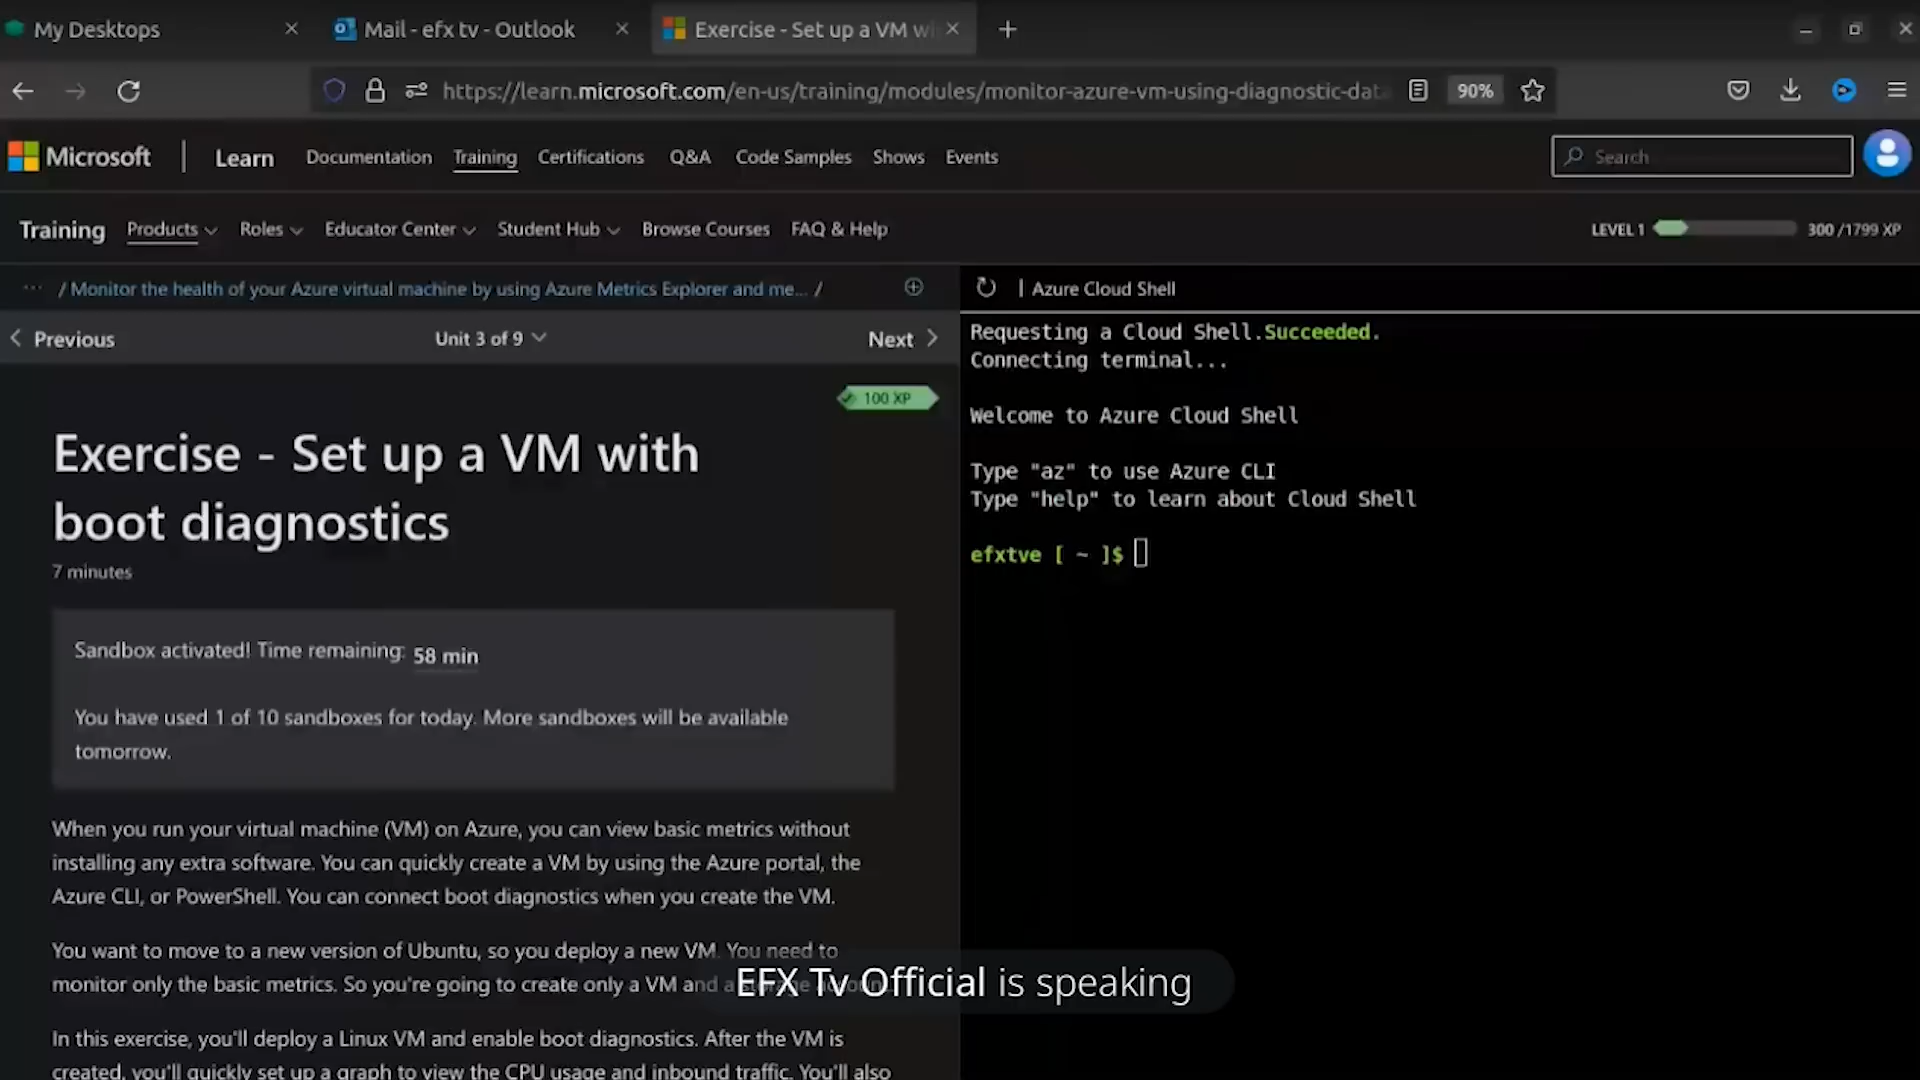 My Desktops
Mail - efx tv - Outlook
Exercise - Set up a VM wi
https://learn.microsoft.com/en-us/training/modules/monitor-azure-vm-using-diagnostic-data
90%
Microsoft
Learn
Documentation
Training
Certifications
Q&A
Code Samples
Shows
Events
Search
Training
Products
Roles
Educator Center
Student Hub
Browse Courses
FAQ & Help
LEVEL 1
300 /1799 XP
··· / Monitor the health of your Azure virtual machine by using Azure Metrics Explorer and me... /
Previous
Unit 3 of 9
Next
100 XP
Exercise - Set up a VM with
boot diagnostics
7 minutes
Sandbox activated! Time remaining: 58 min
You have used 1 of 10 sandboxes for today. More sandboxes will be available
tomorrow.
When you run your virtual machine (VM) on Azure, you can view basic metrics without
installing any extra software. You can quickly create a VM by using the Azure portal, the
Azure CLI, or PowerShell. You can connect boot diagnostics when you create the VM.
You want to move to a new version of Ubuntu, so you deploy a new VM. You need to
monitor only the basic metrics. So you're going to create only a VM and a
In this exercise, you'll deploy a Linux VM and enable boot diagnostics. After the VM is
created, you'll quickly set up a graph to view the CPU usage and inbound traffic. You'll also
| Azure Cloud Shell
Requesting a Cloud Shell.Succeeded.
Connecting terminal...
Welcome to Azure Cloud Shell
Type "az" to use Azure CLI
Type "help" to learn about Cloud Shell
efxtve [ ~ ]$
EFX Tv Official is speaking